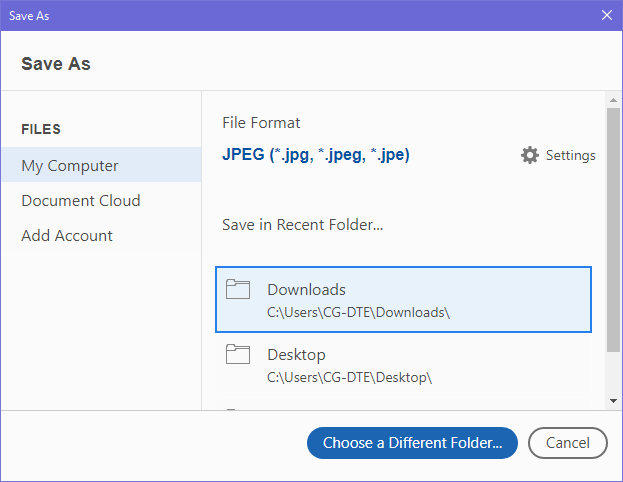 Save As
Save As
FILES
My Computer
Document Cloud
Add Account
File Format
JPEG (*.jpg, *.jpeg, *.jpe)
Settings
Save in Recent Folder...
Downloads
C:\Users\CG-DTE\Downloads\
Desktop
C:\Users\CG-DTE\Desktop\
Choose a Different Folder...
Cancel